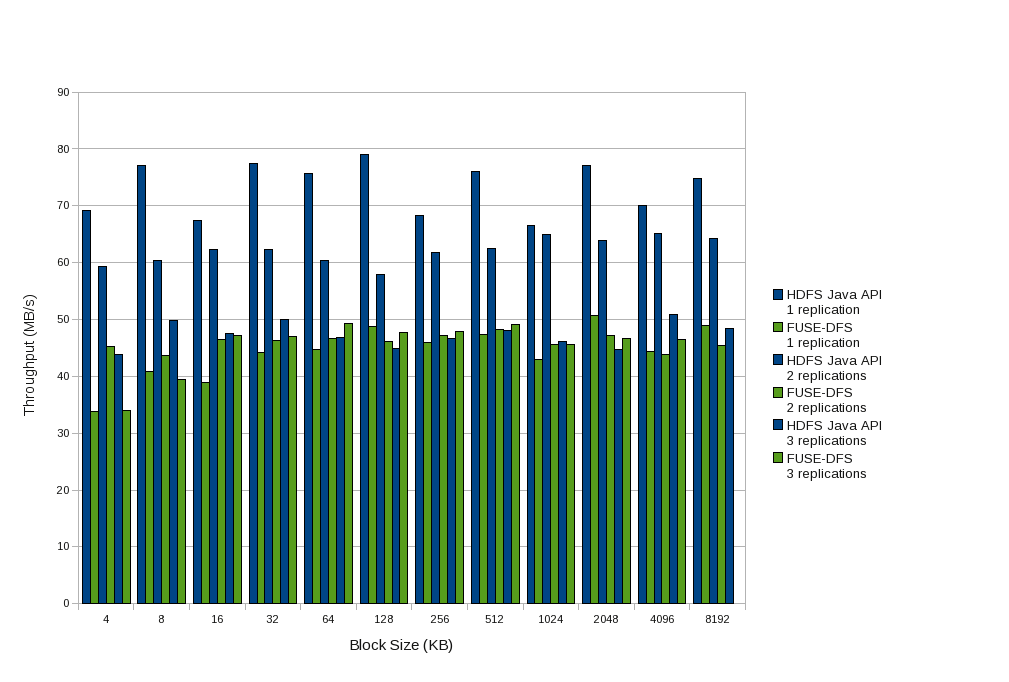 90
80
70
60
50
40
30
20
10
0
Throughput (MB/s)
4 8 16 32 64 128 256 512 1024 2048 4096 8192
Block Size (KB)
HDFS Java API
1 replication
FUSE-DFS
1 replication
HDFS Java API
2 replications
FUSE-DFS
2 replications
HDFS Java API
3 replications
FUSE-DFS
3 replications